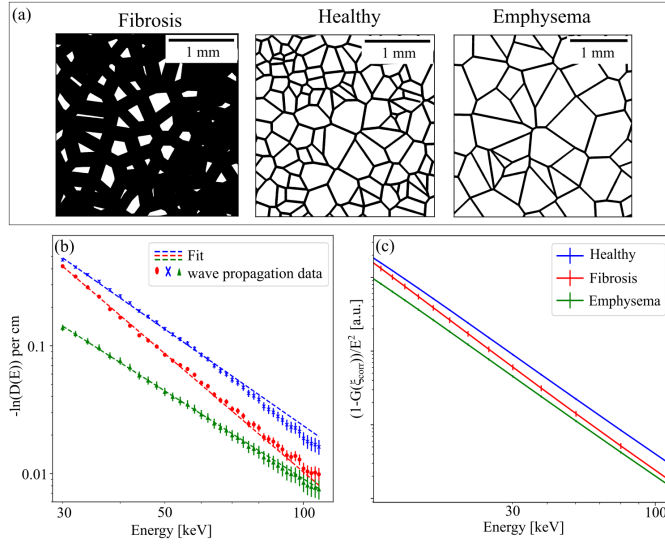 (a)
Fibrosis
Healthy
Emphysema
1 mm
1 mm
1 mm
(b)
Fit
wave propagation data
-ln(D(E)) per cm
0.1
0.01
30
50
100
Energy [keV]
(c)
Healthy
Fibrosis
Emphysema
(1-G(ξcorr))/E² [a.u.]
30
100
Energy [keV]